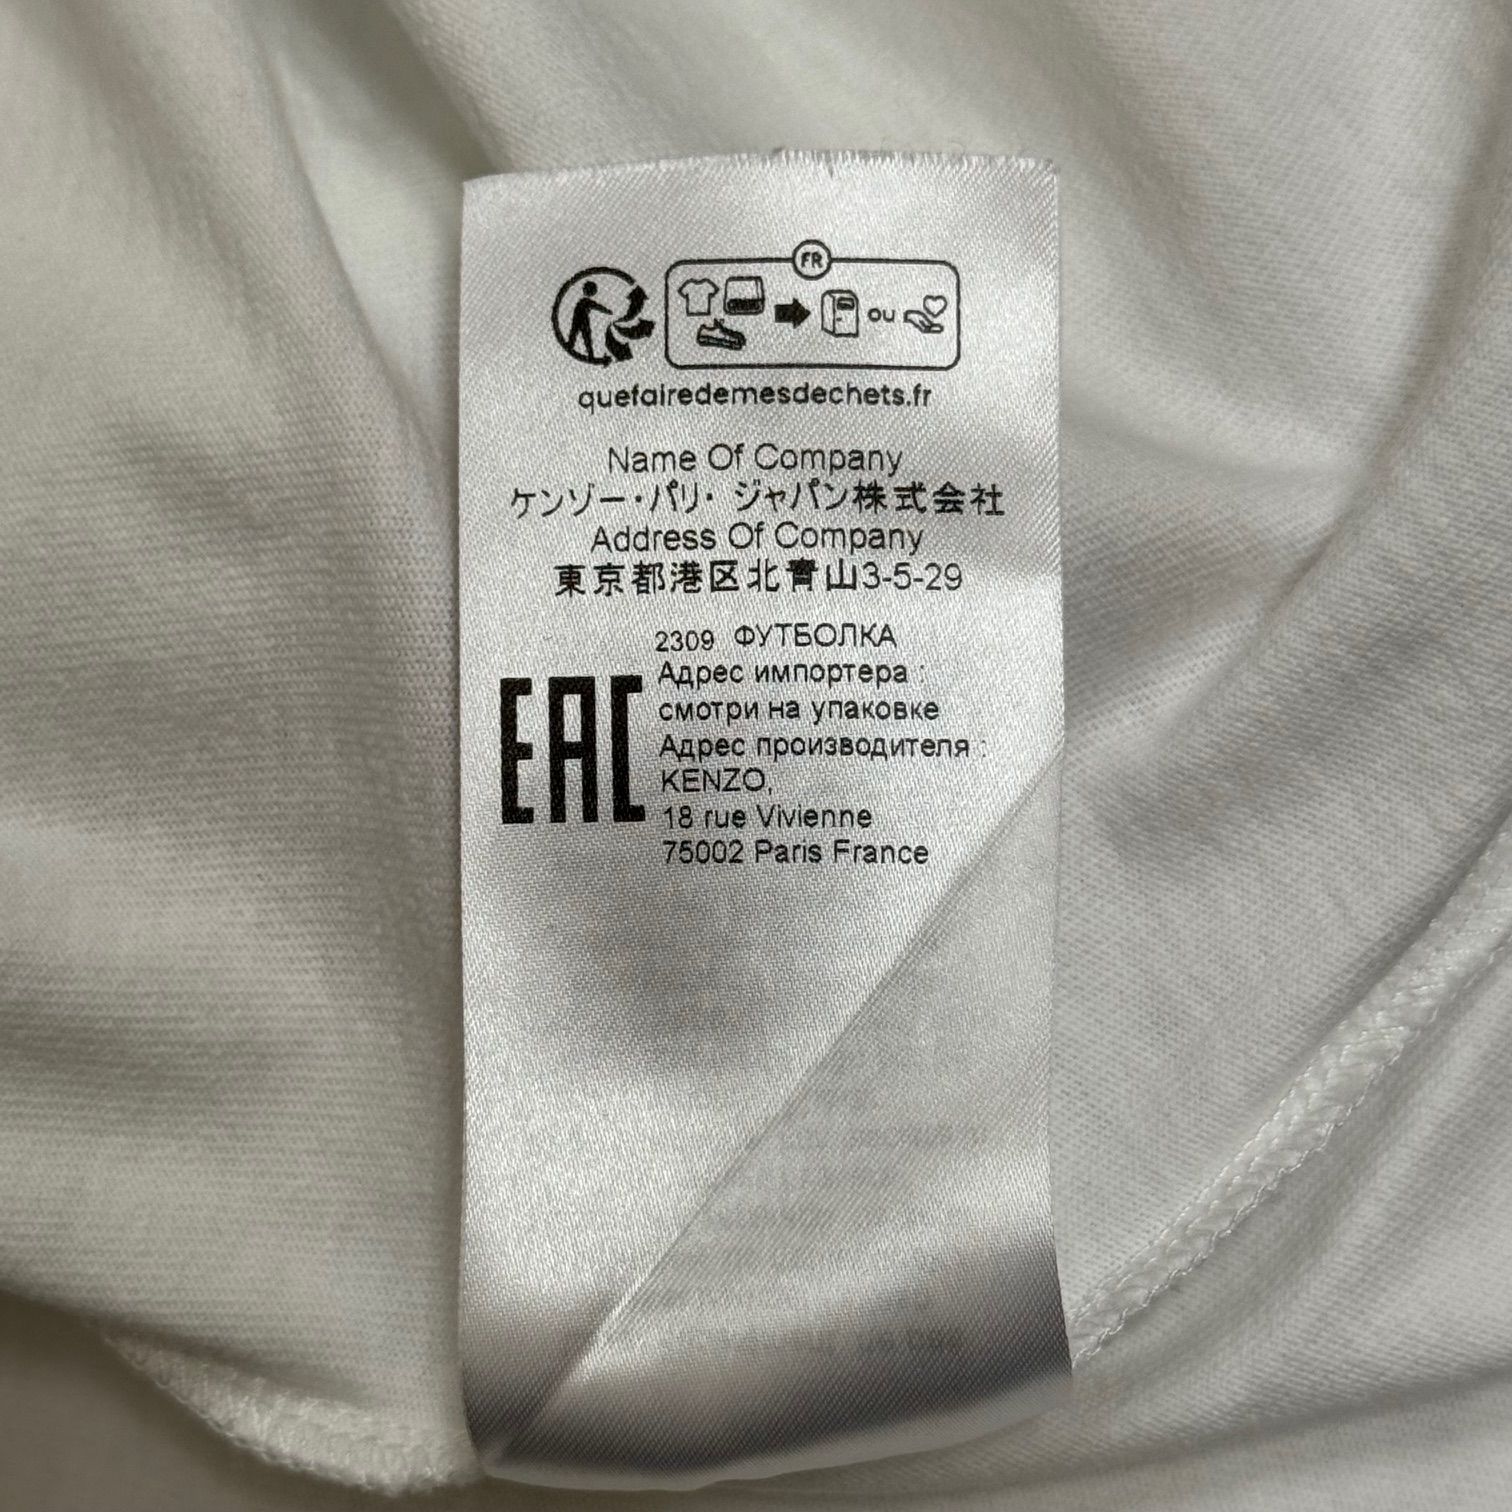 FR
ou
quefairedemesdechets.fr
Name Of Company
ケンゾー・パリ・ジャパン株式会社
Address Of Company
東京都港区北青山3-5-29
2309 ФУТБОЛКА
Адрес импортера :
смотри на упаковке
Адрес производителя :
EAC
KENZO,
18 rue Vivienne
75002 Paris France